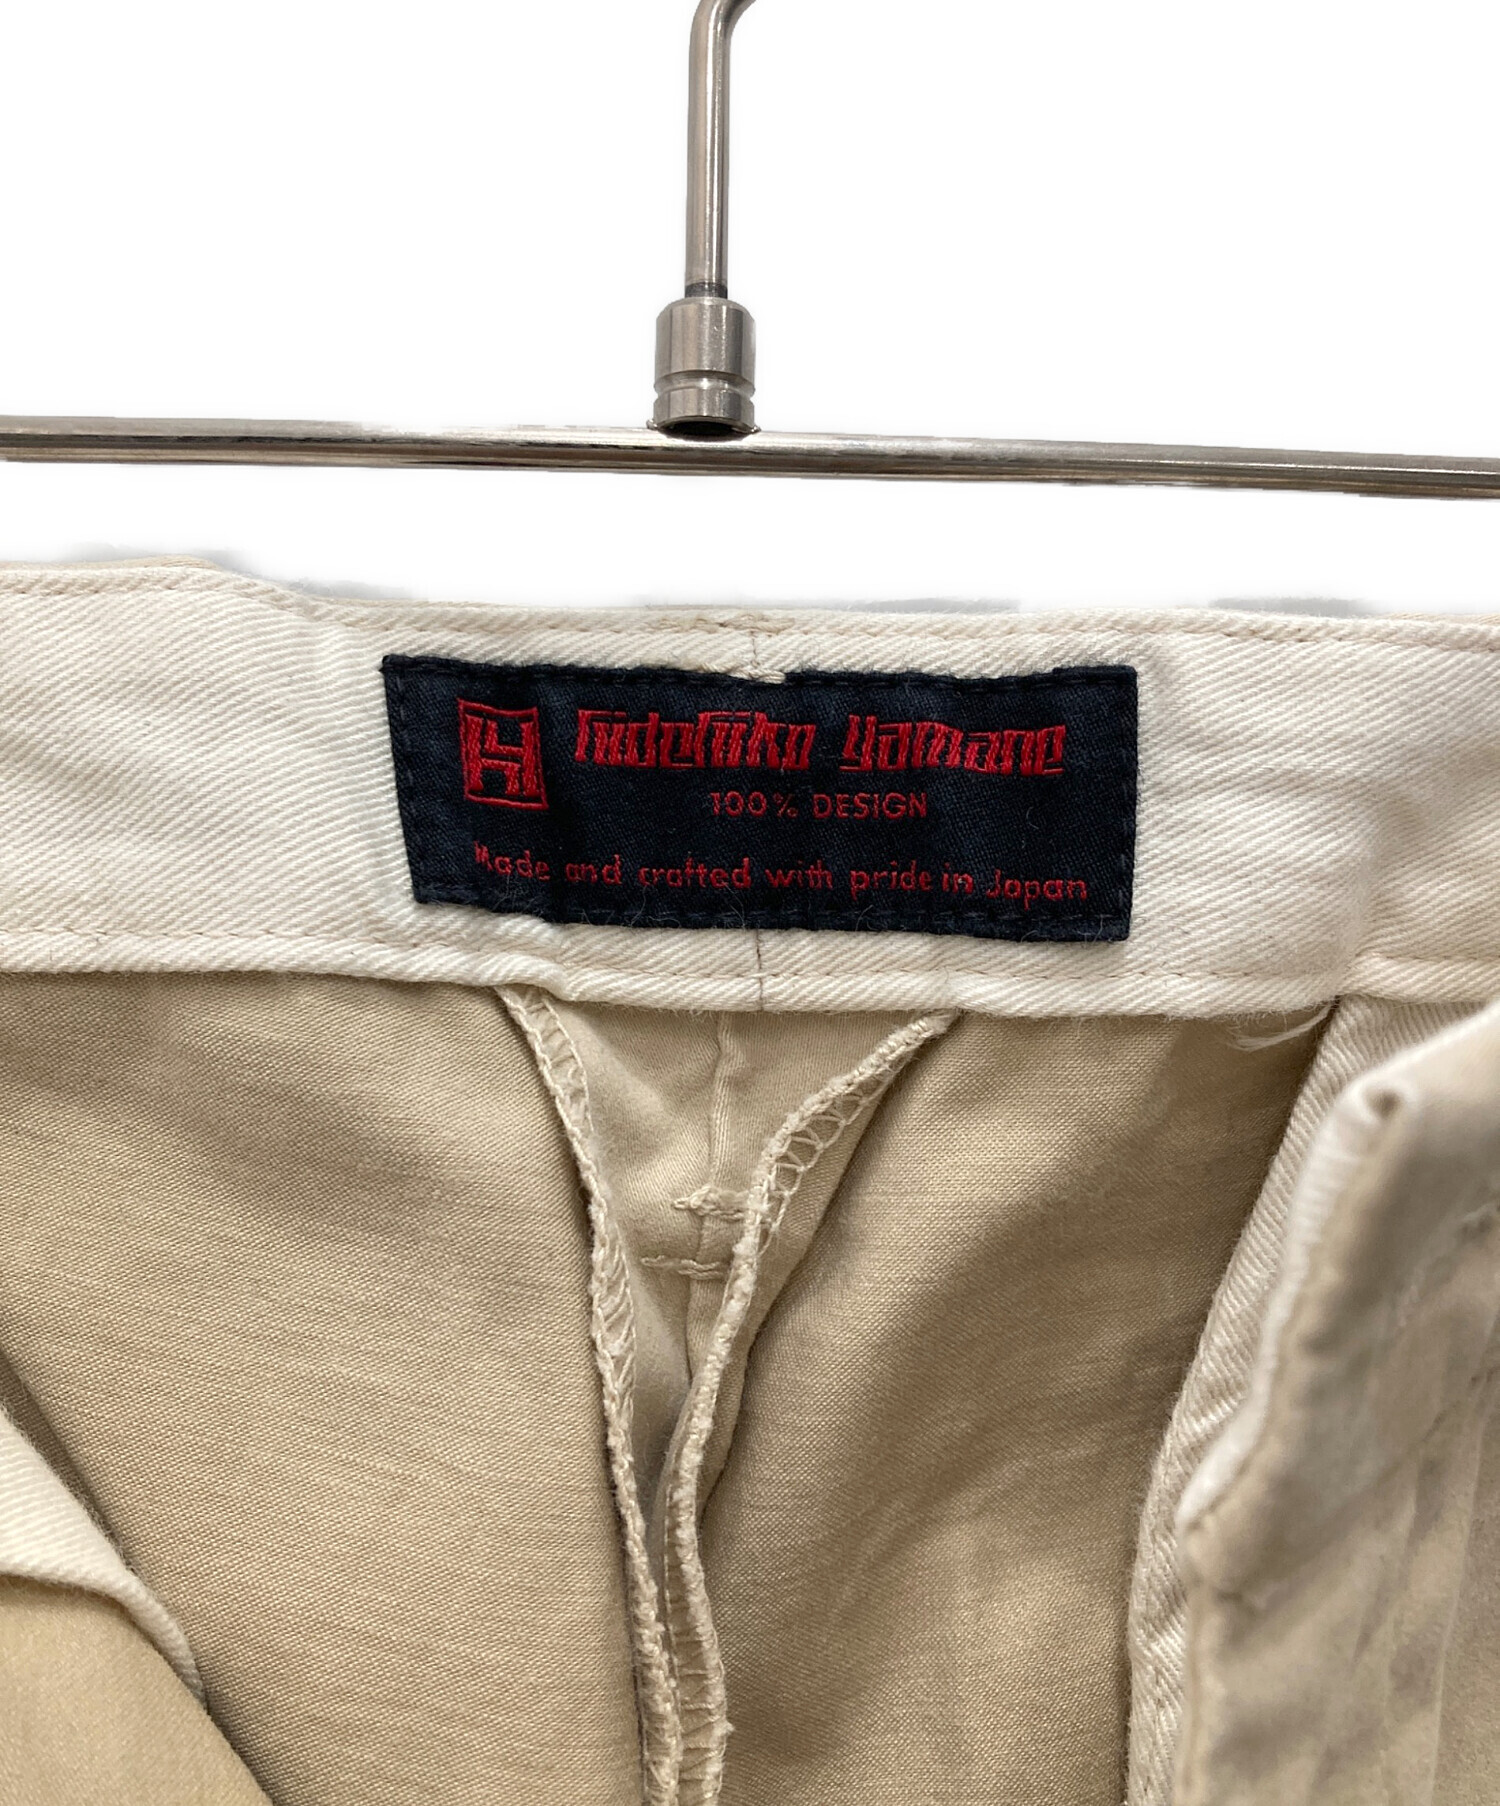 Hidehiko Yamane
100% DESIGN
Made and crafted with pride in Japan